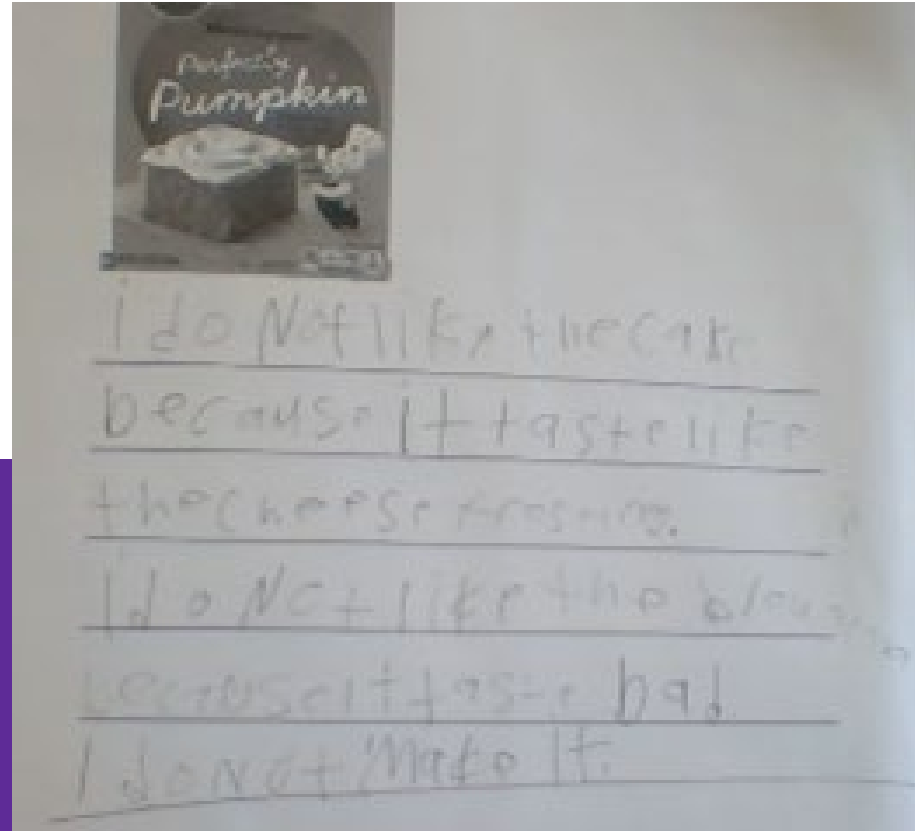 Perfectly
Pumpkin
i do Not like the cake
because it taste like
the cheese
I do Not like the
because it taste bad
I do Not Make It.